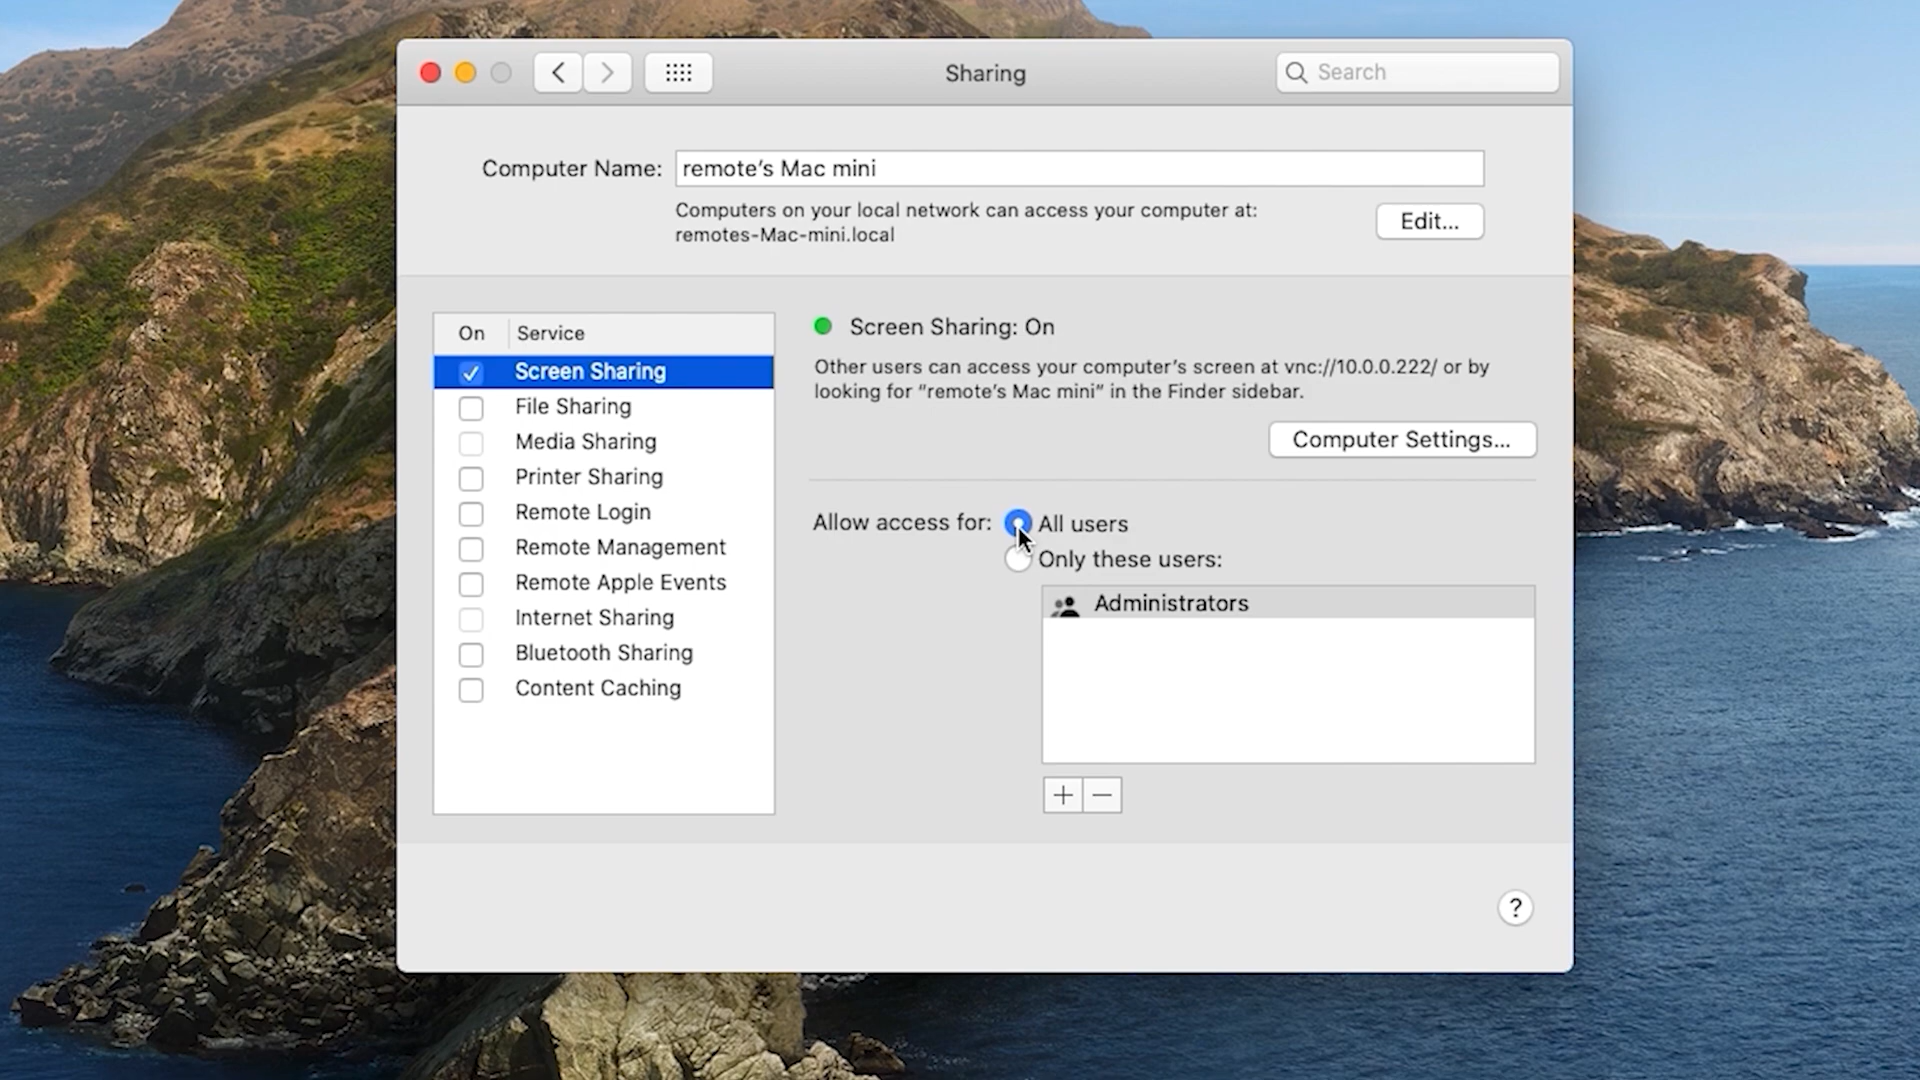 Sharing
Search
Computer Name:
remote’s Mac mini
Computers on your local network can access your computer at:
remotes-Mac-mini.local
Edit...
On
Service
Screen Sharing
File Sharing
Media Sharing
Printer Sharing
Remote Login
Remote Management
Remote Apple Events
Internet Sharing
Bluetooth Sharing
Content Caching
Screen Sharing: On
Other users can access your computer’s screen at vnc://10.0.0.222/ or by
looking for “remote’s Mac mini” in the Finder sidebar.
Computer Settings...
Allow access for:
All users
Only these users:
Administrators
+ −
?